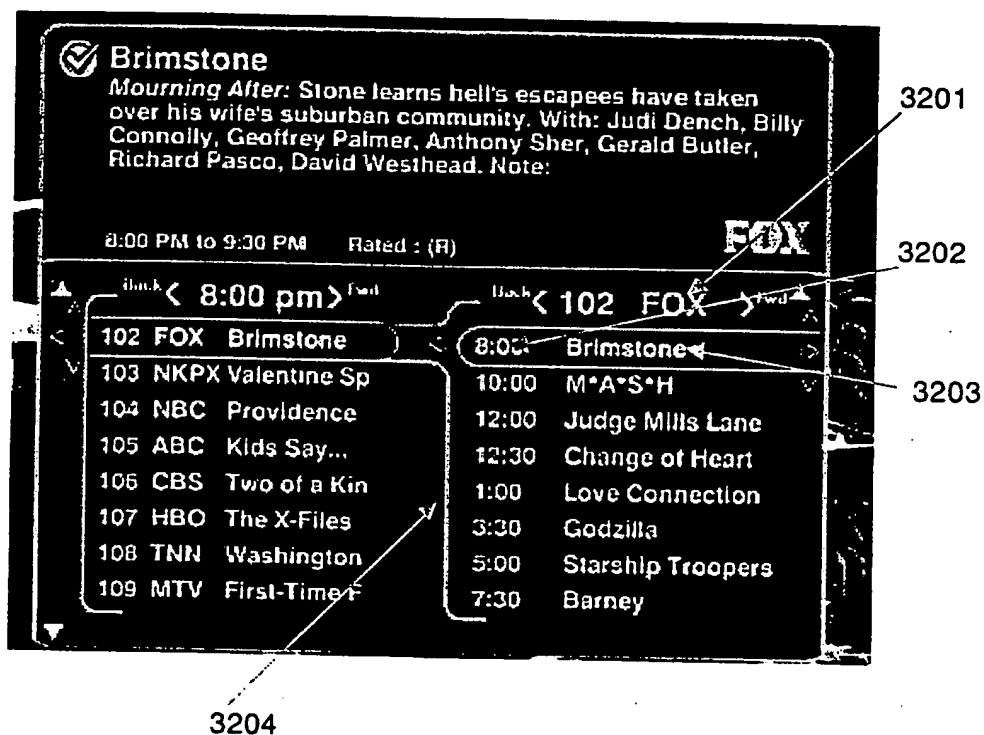 Brimstone
Mourning After: Stone learns hell's escapees have taken
over his wife's suburban community. With: Judi Dench, Billy
Connolly, Geoffrey Palmer, Anthony Sher, Gerald Butler,
Richard Pasco, David Westhead. Note:
8:00 PM to 9:30 PM Rated : (R)
FOX
Back < 8:00 pm > Fwd
102 FOX Brimstone
103 NKPX Valentine Sp
104 NBC Providence
105 ABC Kids Say...
106 CBS Two of a Kin
107 HBO The X-Files
108 TNN Washington
109 MTV First-Time F
Back < 102 FOX > Fwd
8:00 Brimstone
10:00 M*A*S*H
12:00 Judge Mills Lane
12:30 Change of Heart
1:00 Love Connection
3:30 Godzilla
5:00 Starship Troopers
7:30 Barney
3201
3202
3203
3204